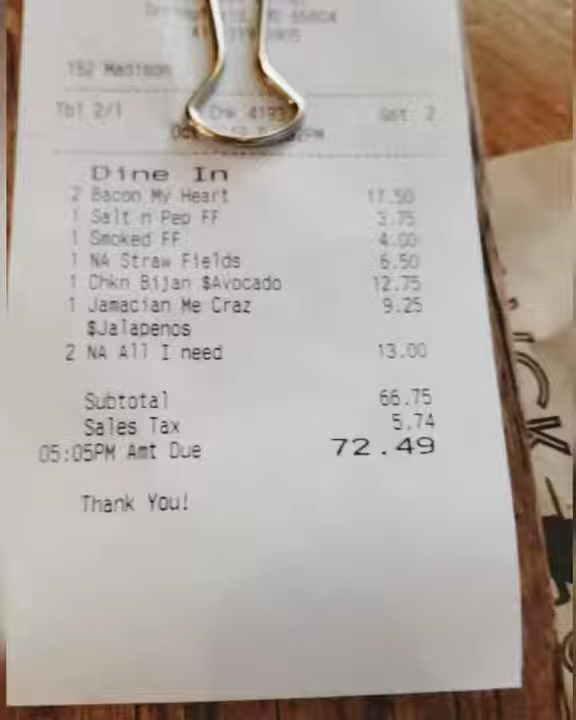 152 Madison
Tbl 2/1 Chk 4193 Gst 2
Dine In
2 Bacon My Heart 17.50
1 Salt n Pep FF 3.75
1 Smoked FF 4.00
1 NA Straw Fields 6.50
1 Chkn Bijan $Avocado 12.75
1 Jamacian Me Craz 9.25
$Jalapenos
2 NA All I need 13.00
Subtotal 66.75
Sales Tax 5.74
05:05PM Amt Due 72.49
Thank You!